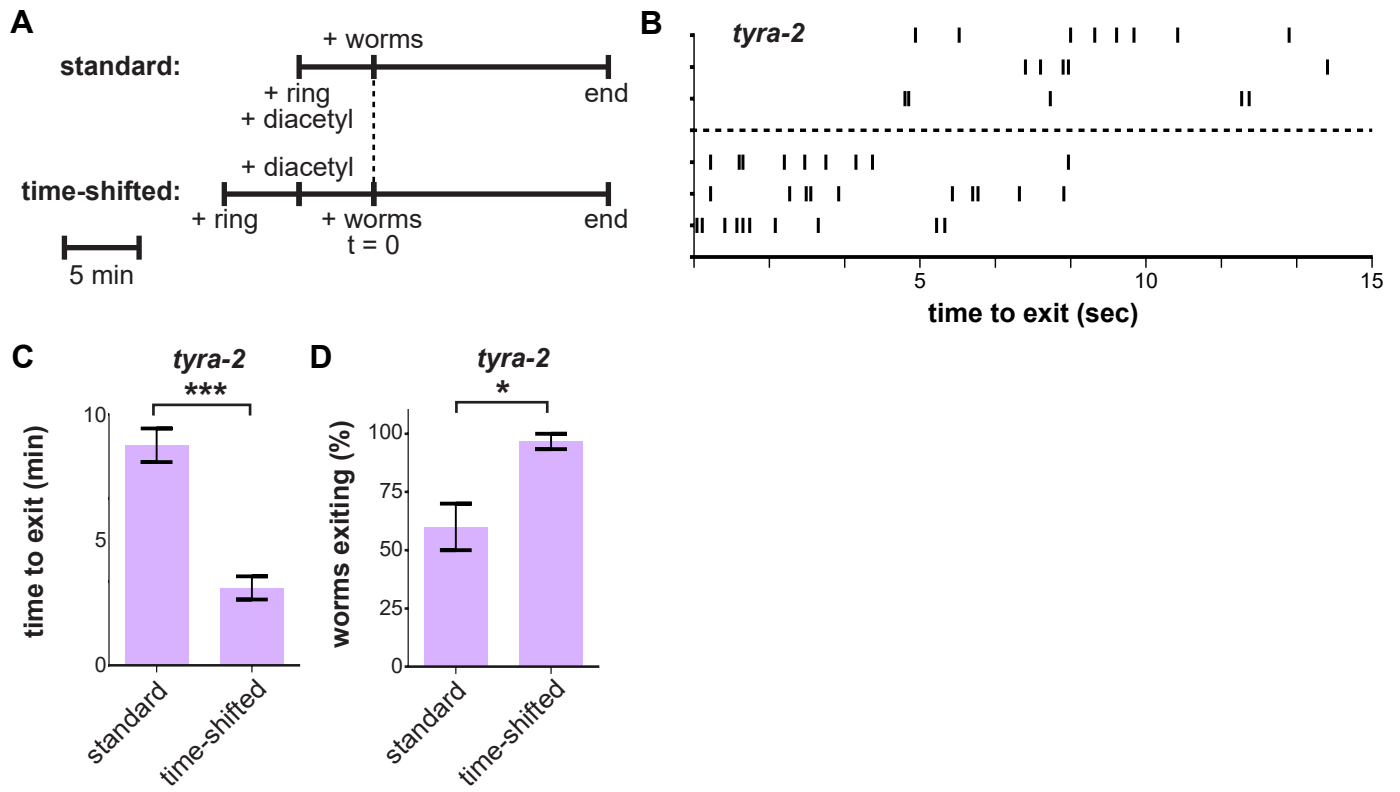 A
+ worms
standard:
+ ring
+ diacetyl
end
+ diacetyl
time-shifted:
+ ring
+ worms
t = 0
end
5 min
B
tyra-2
5
10
15
time to exit (sec)
C
tyra-2
***
time to exit (min)
10
5
0
standard
time-shifted
D
tyra-2
*
worms exiting (%)
100
75
50
25
0
standard
time-shifted